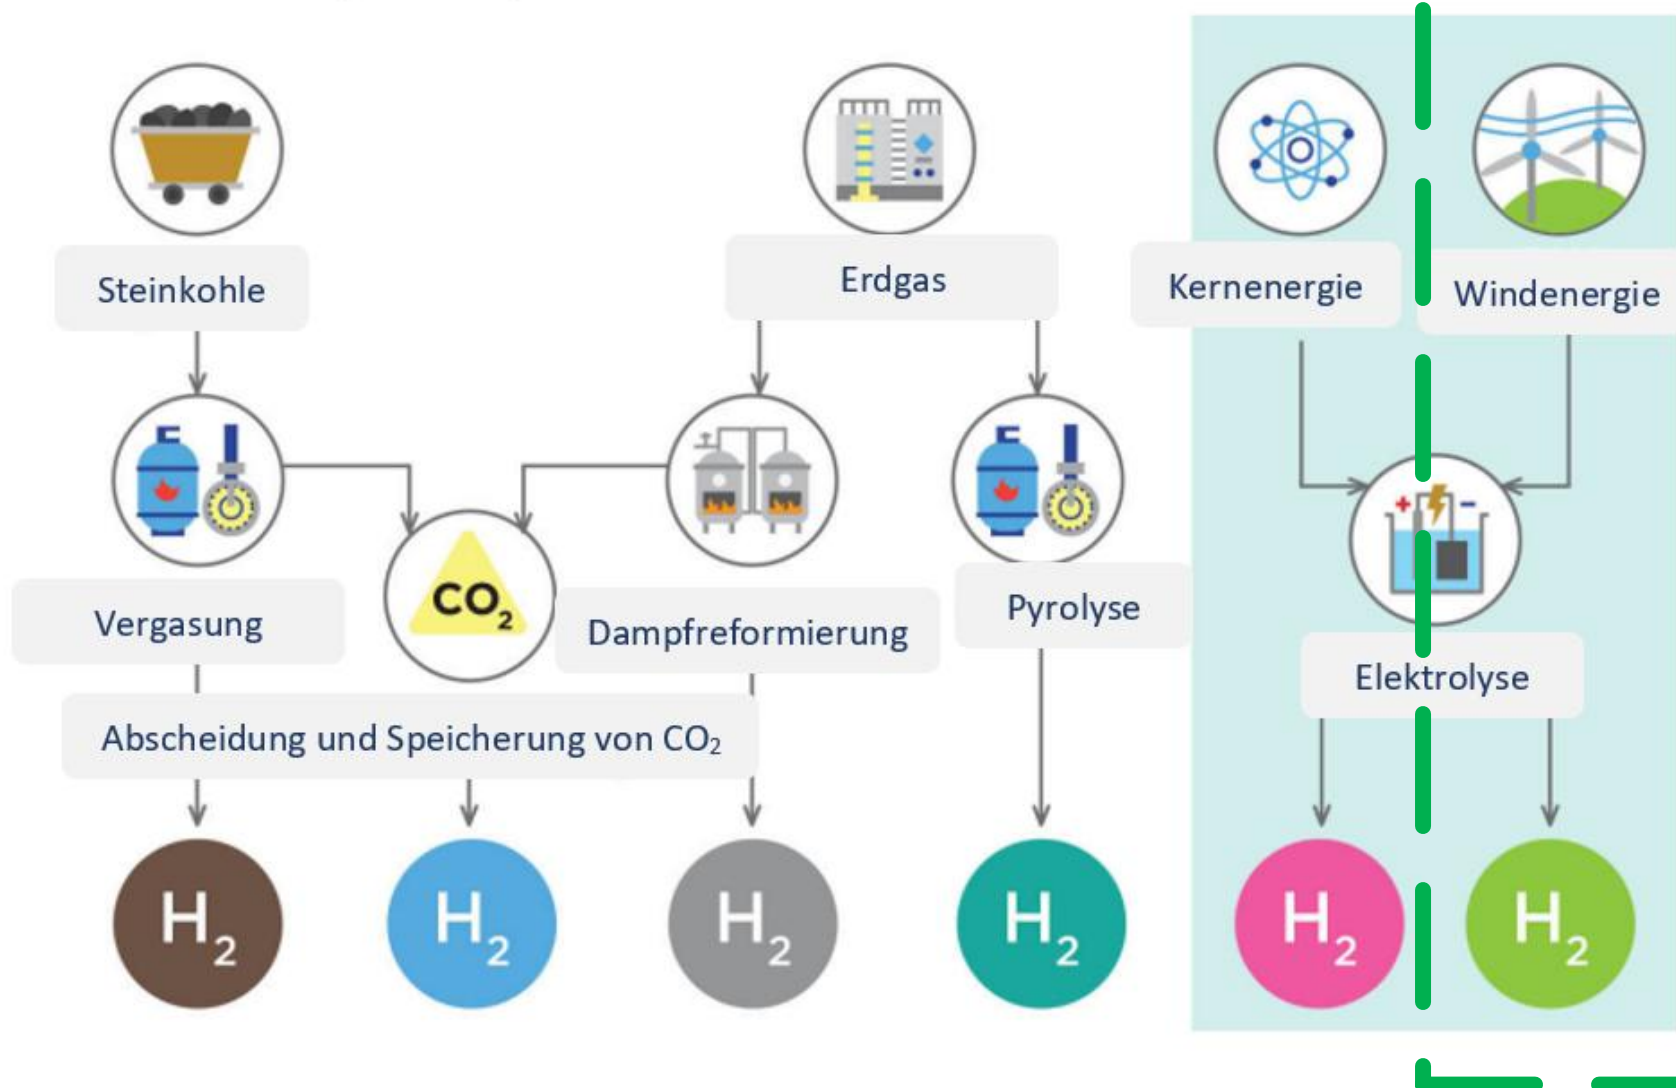 Steinkohle
Erdgas
Kernenergie
Windenergie
+ −
CO₂
Vergasung
Dampfreformierung
Pyrolyse
Elektrolyse
Abscheidung und Speicherung von CO₂
H₂
H₂
H₂
H₂
H₂
H₂